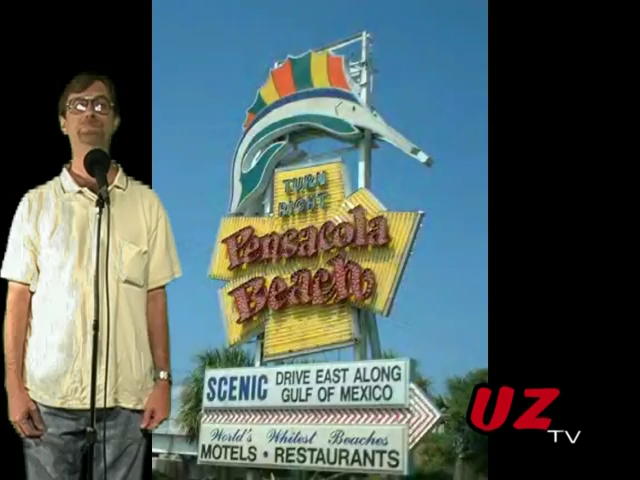 TURN
RIGHT
Pensacola
Beach
SCENIC DRIVE EAST ALONG
GULF OF MEXICO
World's Whitest Beaches
MOTELS • RESTAURANTS
UZ
TV